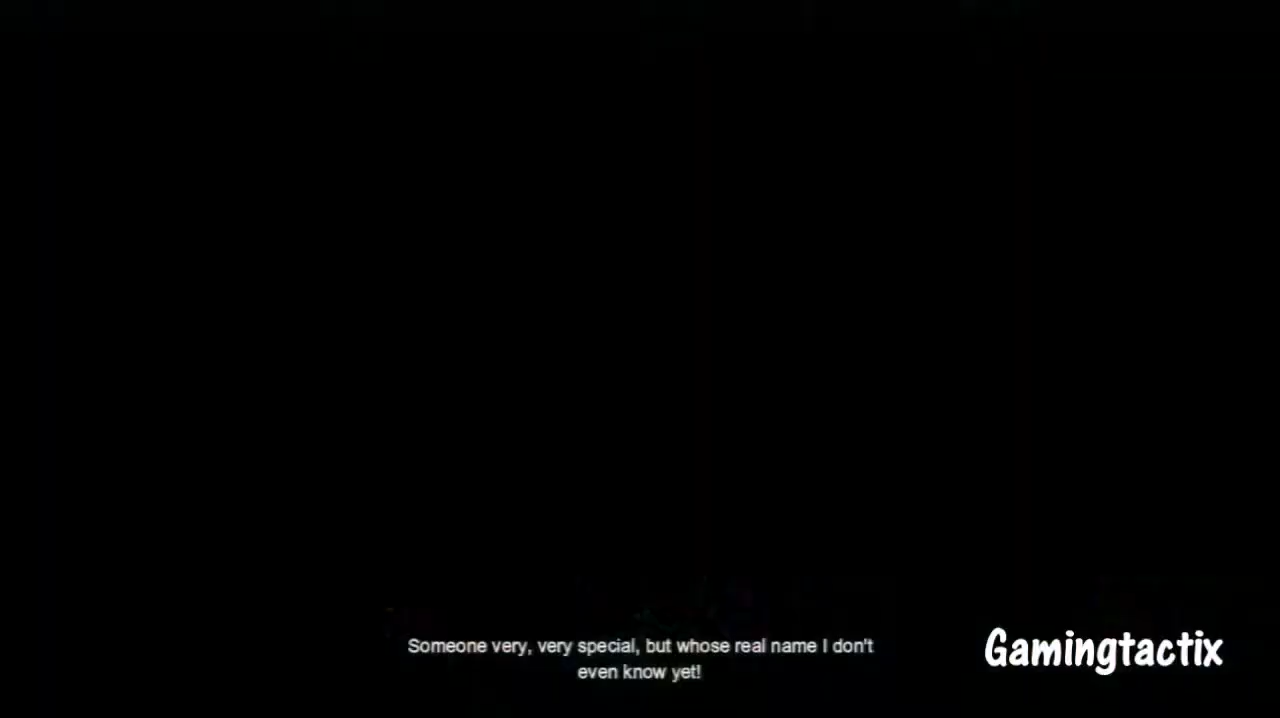 Someone very, very special, but whose real name I don't
even know yet!
Gamingtactix